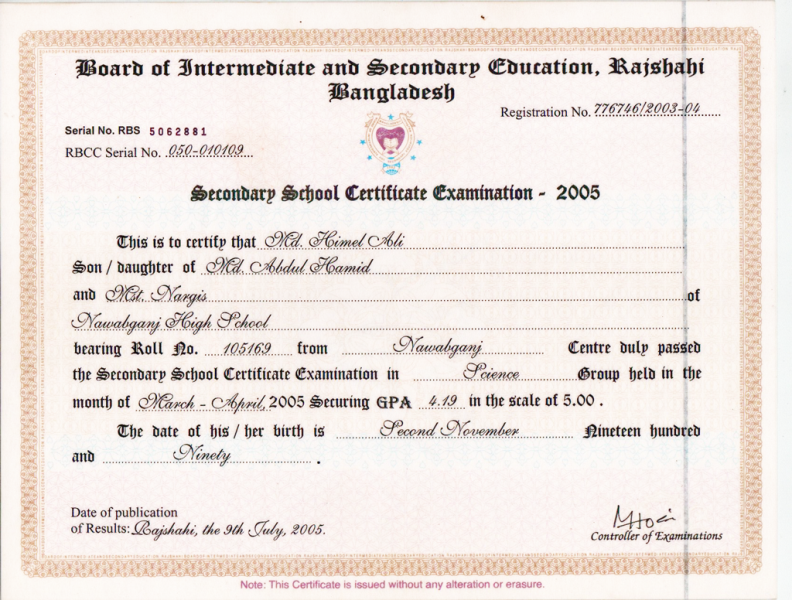 Board of Intermediate and Secondary Education, Rajshahi
Bangladesh
Registration No. 776746/2003-04
Serial No. RBS 5062881
RBCC Serial No. 050-010109
Secondary School Certificate Examination - 2005
This is to certify that Md. Himel Ali
Son / daughter of Md. Abdul Hamid
and Mst. Nargis of
Nawabganj High School
bearing Roll No. 105169 from Nawabganj Centre duly passed
the Secondary School Certificate Examination in Science Group held in the
month of March - April, 2005 Securing GPA 4.19 in the scale of 5.00 .
The date of his / her birth is Second November Nineteen hundred
and Ninety .
Date of publication
of Results: Rajshahi, the 9th July, 2005.
Controller of Examinations
Note: This Certificate is issued without any alteration or erasure.